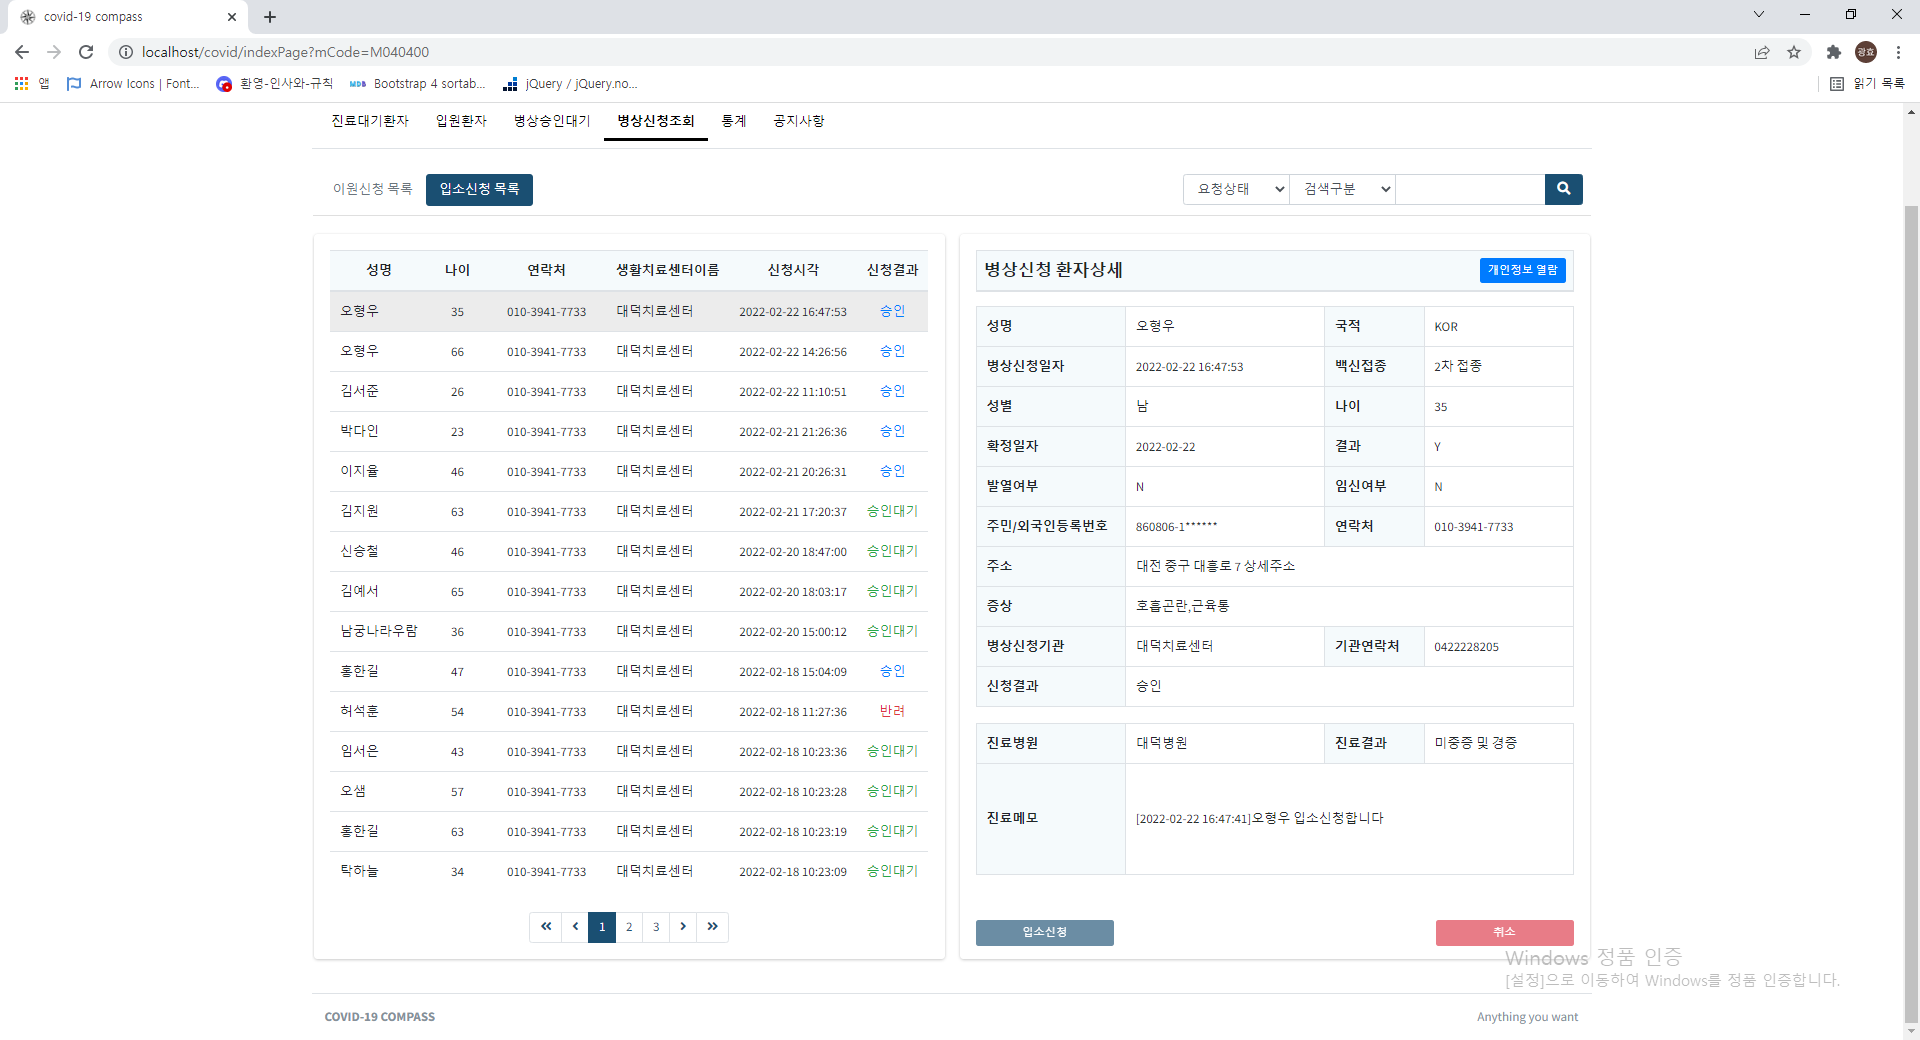 covid-19 compass
localhost/covid/indexPage?mCode=M040400
광효
앱 Arrow Icons | Font... 환영-인사와-규칙 MDB Bootstrap 4 sortab... jQuery / jQuery.no... 읽기 목록
진료대기환자 입원환자 병상승인대기 병상신청조회 통계 공지사항
이원신청 목록 입소신청 목록 요청상태 검색구분
성명 나이 연락처 생활치료센터이름 신청시각 신청결과
오형우 35 010-3941-7733 대덕치료센터 2022-02-22 16:47:53 승인
오형우 66 010-3941-7733 대덕치료센터 2022-02-22 14:26:56 승인
김서준 26 010-3941-7733 대덕치료센터 2022-02-22 11:10:51 승인
박다인 23 010-3941-7733 대덕치료센터 2022-02-21 21:26:36 승인
이지율 46 010-3941-7733 대덕치료센터 2022-02-21 20:26:31 승인
김지원 63 010-3941-7733 대덕치료센터 2022-02-21 17:20:37 승인대기
신승철 46 010-3941-7733 대덕치료센터 2022-02-20 18:47:00 승인대기
김예서 65 010-3941-7733 대덕치료센터 2022-02-20 18:03:17 승인대기
남궁나라우람 36 010-3941-7733 대덕치료센터 2022-02-20 15:00:12 승인대기
홍한길 47 010-3941-7733 대덕치료센터 2022-02-18 15:04:09 승인
허석훈 54 010-3941-7733 대덕치료센터 2022-02-18 11:27:36 반려
임서은 43 010-3941-7733 대덕치료센터 2022-02-18 10:23:36 승인대기
오샘 57 010-3941-7733 대덕치료센터 2022-02-18 10:23:28 승인대기
홍한길 63 010-3941-7733 대덕치료센터 2022-02-18 10:23:19 승인대기
탁하늘 34 010-3941-7733 대덕치료센터 2022-02-18 10:23:09 승인대기
« ‹ 1 2 3 › »
병상신청 환자상세 개인정보 열람
성명 오형우 국적 KOR
병상신청일자 2022-02-22 16:47:53 백신접종 2차 접종
성별 남 나이 35
확정일자 2022-02-22 결과 Y
발열여부 N 임신여부 N
주민/외국인등록번호 860806-1****** 연락처 010-3941-7733
주소 대전 중구 대흥로 7 상세주소
증상 호흡곤란,근육통
병상신청기관 대덕치료센터 기관연락처 0422228205
신청결과 승인
진료병원 대덕병원 진료결과 미중증 및 경증
진료메모 [2022-02-22 16:47:41]오형우 입소신청합니다
입소신청 취소
Windows 정품 인증
[설정]으로 이동하여 Windows를 정품 인증합니다.
COVID-19 COMPASS Anything you want